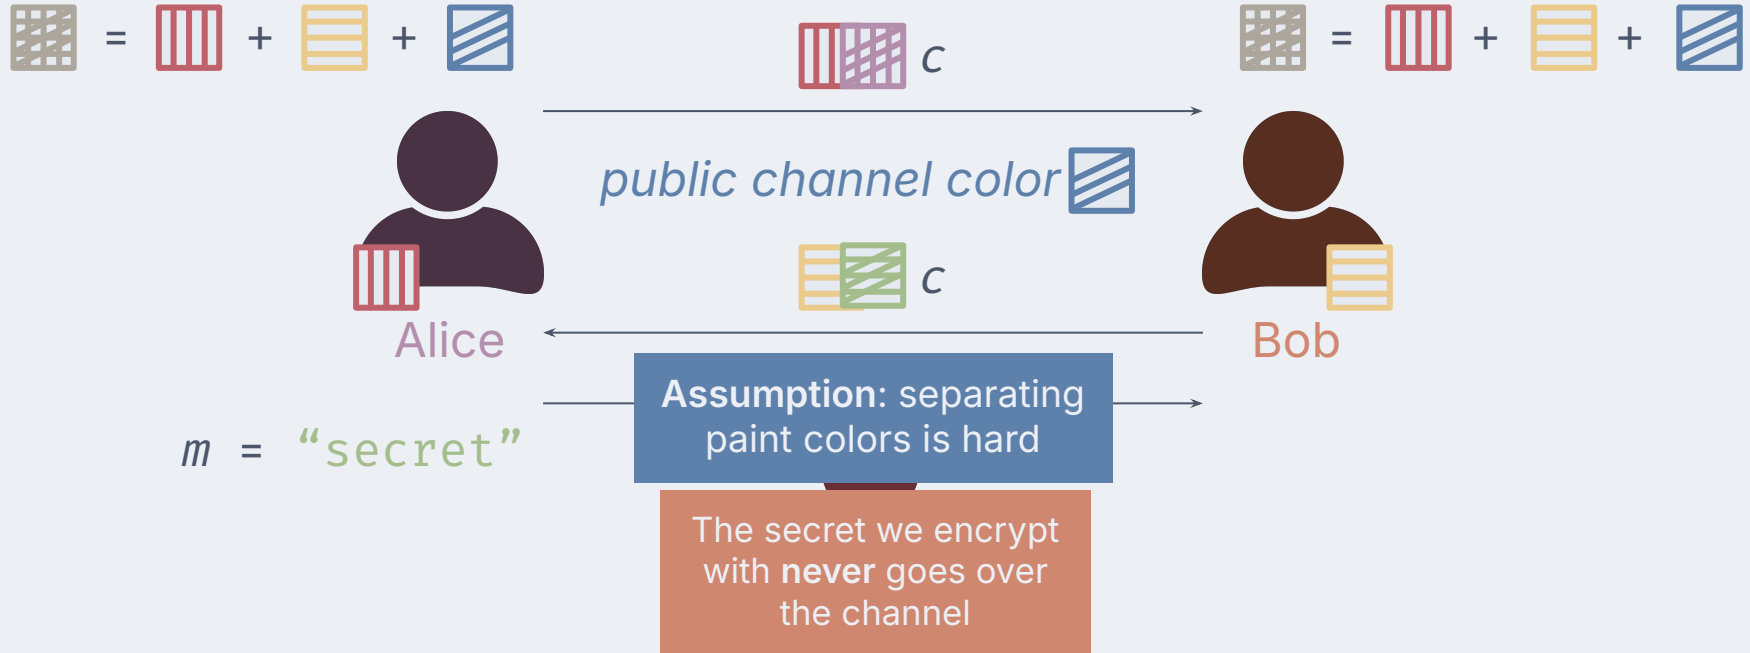 = + +
= + +
c
public channel color
c
Alice
Bob
Assumption: separating
paint colors is hard
m = “secret”
The secret we encrypt
with never goes over
the channel